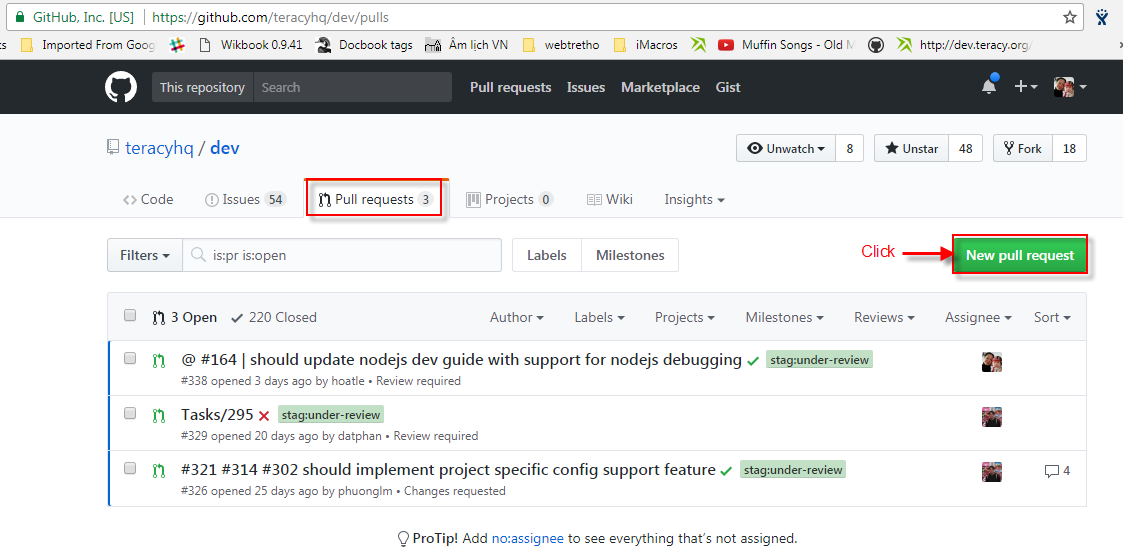 GitHub, Inc. [US] https://github.com/teracyhq/dev/pulls
ts Imported From Goog Wikbook 0.9.41 Docbook tags Âm lịch VN webtretho iMacros Muffin Songs - Old M http://dev.teracy.org/
This repository Search Pull requests Issues Marketplace Gist
teracyhq / dev Unwatch 8 Unstar 48 Fork 18
Code Issues 54 Pull requests 3 Projects 0 Wiki Insights
Filters is:pr is:open Labels Milestones Click New pull request
3 Open 220 Closed Author Labels Projects Milestones Reviews Assignee Sort
@ #164 | should update nodejs dev guide with support for nodejs debugging stag:under-review
#338 opened 3 days ago by hoatle • Review required
Tasks/295 stag:under-review
#329 opened 20 days ago by datphan • Review required
#321 #314 #302 should implement project specific config support feature stag:under-review 4
#326 opened 25 days ago by phuonglm • Changes requested
ProTip! Add no:assignee to see everything that's not assigned.